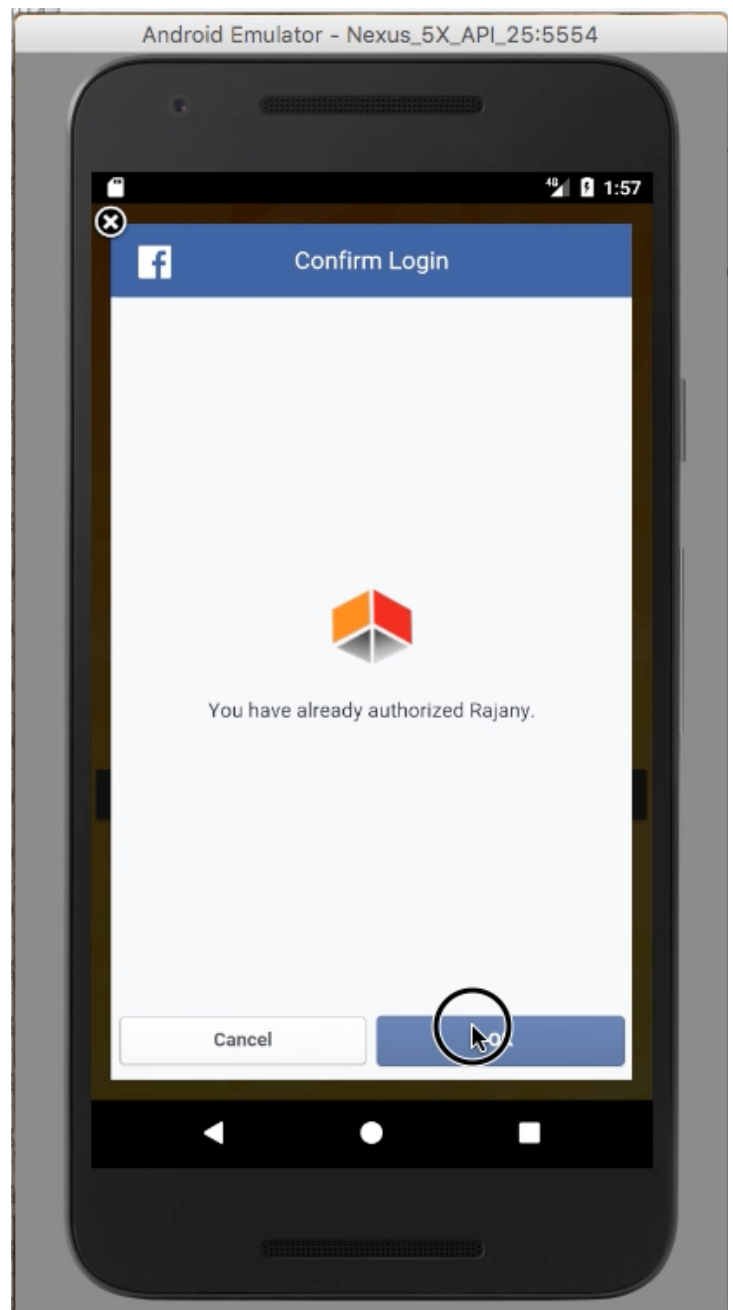 Android Emulator - Nexus_5X_API_25:5554
1:57
Confirm Login
You have already authorized Rajany.
Cancel